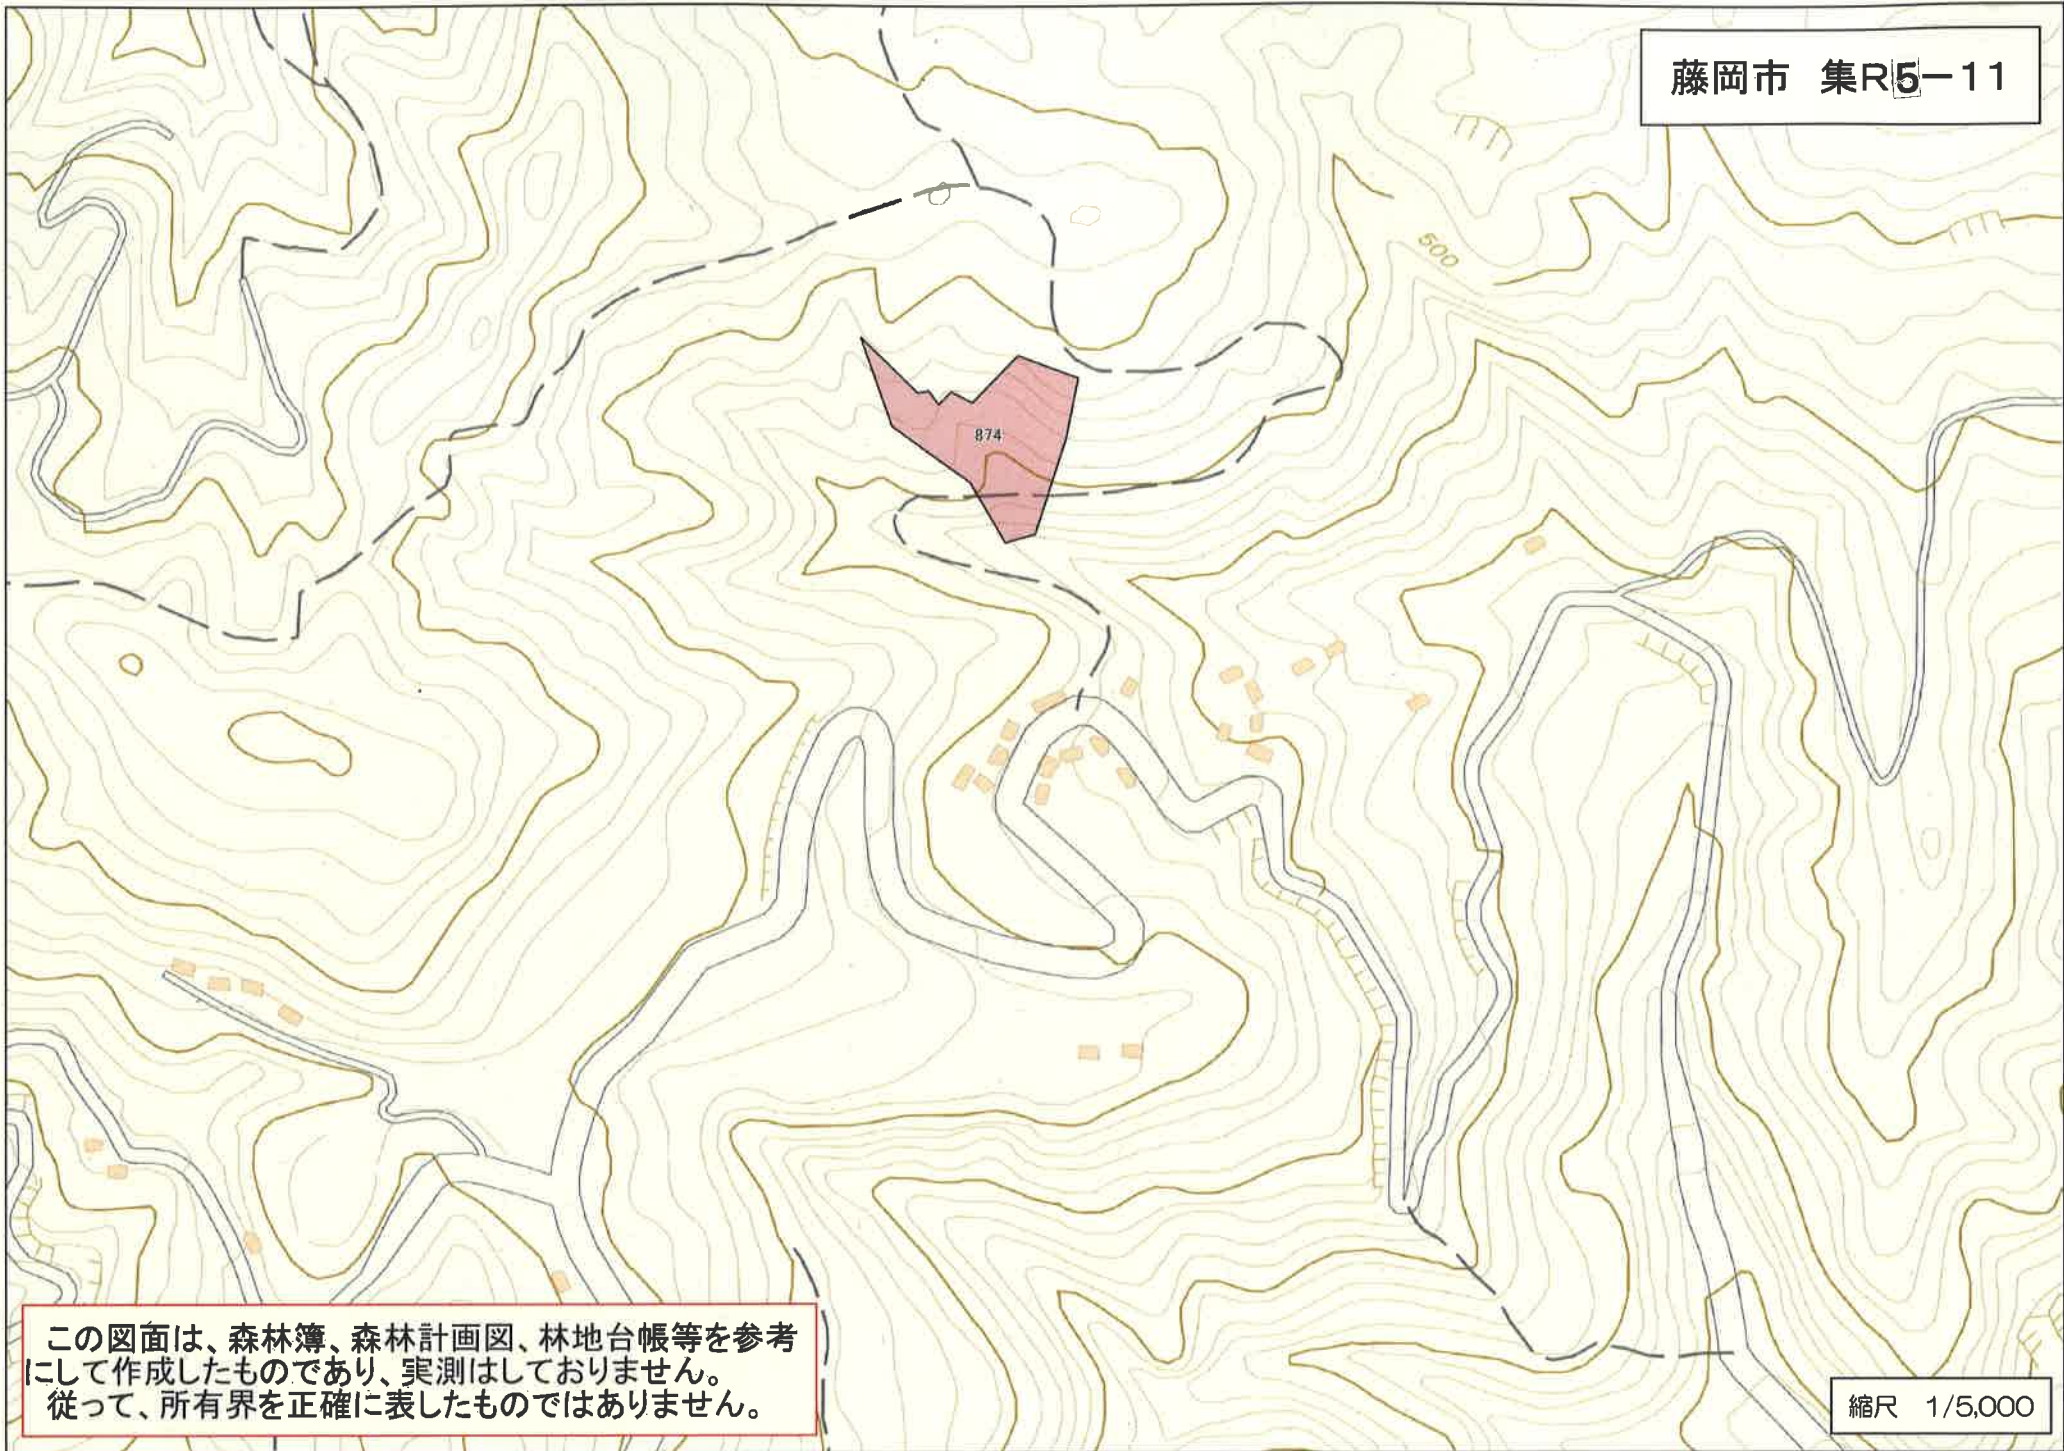 藤岡市 集R5-11
500
874
この図面は、森林簿、森林計画図、林地台帳等を参考
にして作成したものであり、実測はしておりません。
従って、所有界を正確に表したものではありません。
縮尺 1/5,000